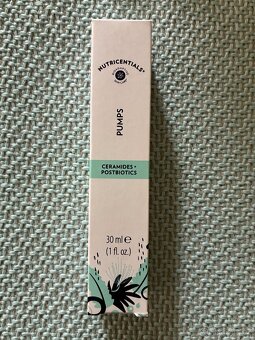 NUTRICENTIALS®
PUMPS
CERAMIDES +
POSTBIOTICS
30 ml ℮
(1 fl. oz.)